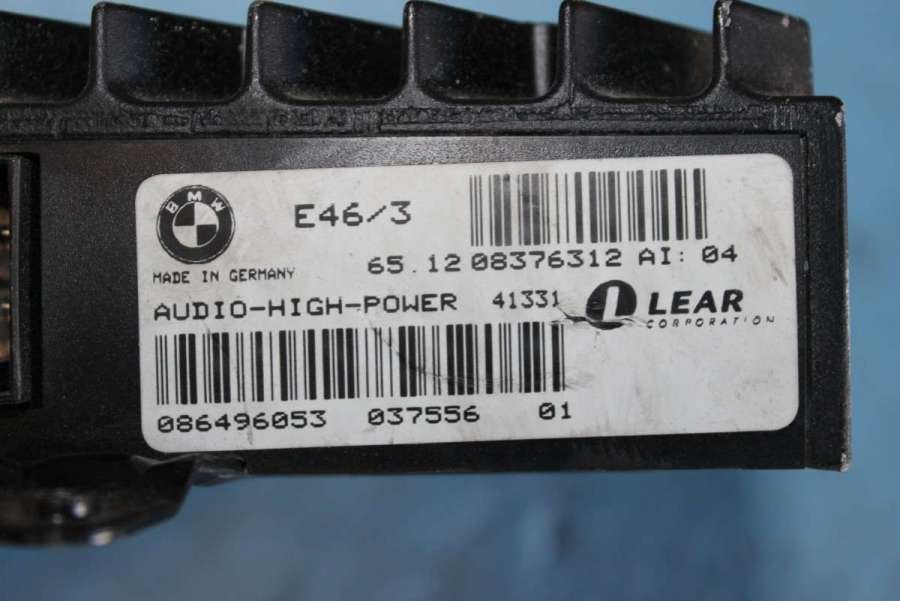 BMW
E46/3
MADE IN GERMANY
65.12 08376312 AI: 04
AUDIO-HIGH-POWER 41331
LEAR
CORPORATION
086496053 037556 01